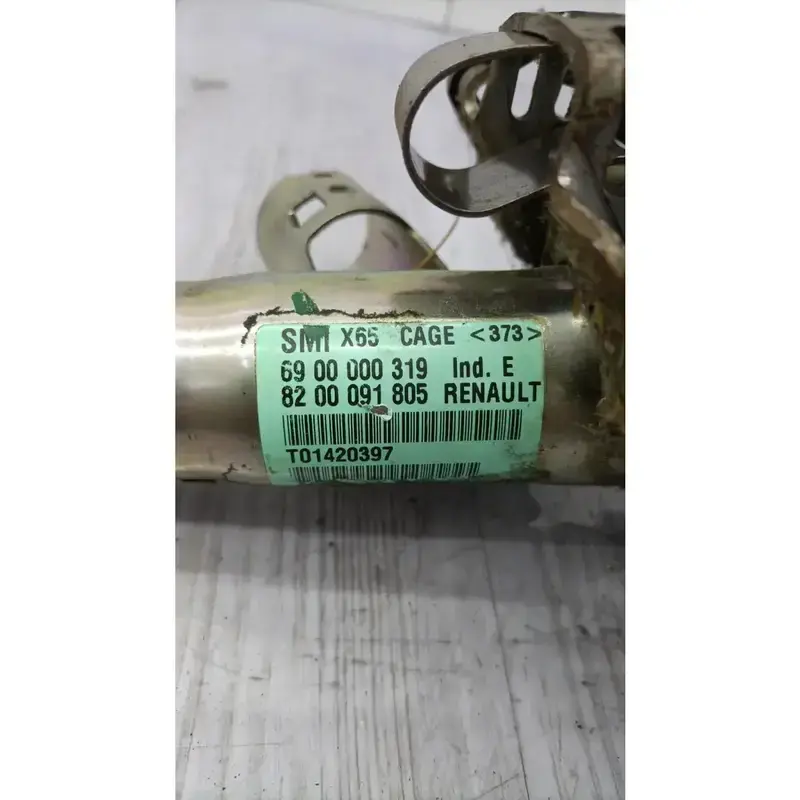 SMI X65 CAGE <373>
69 00 000 319 Ind. E
82 00 091 805 RENAULT
T01420397